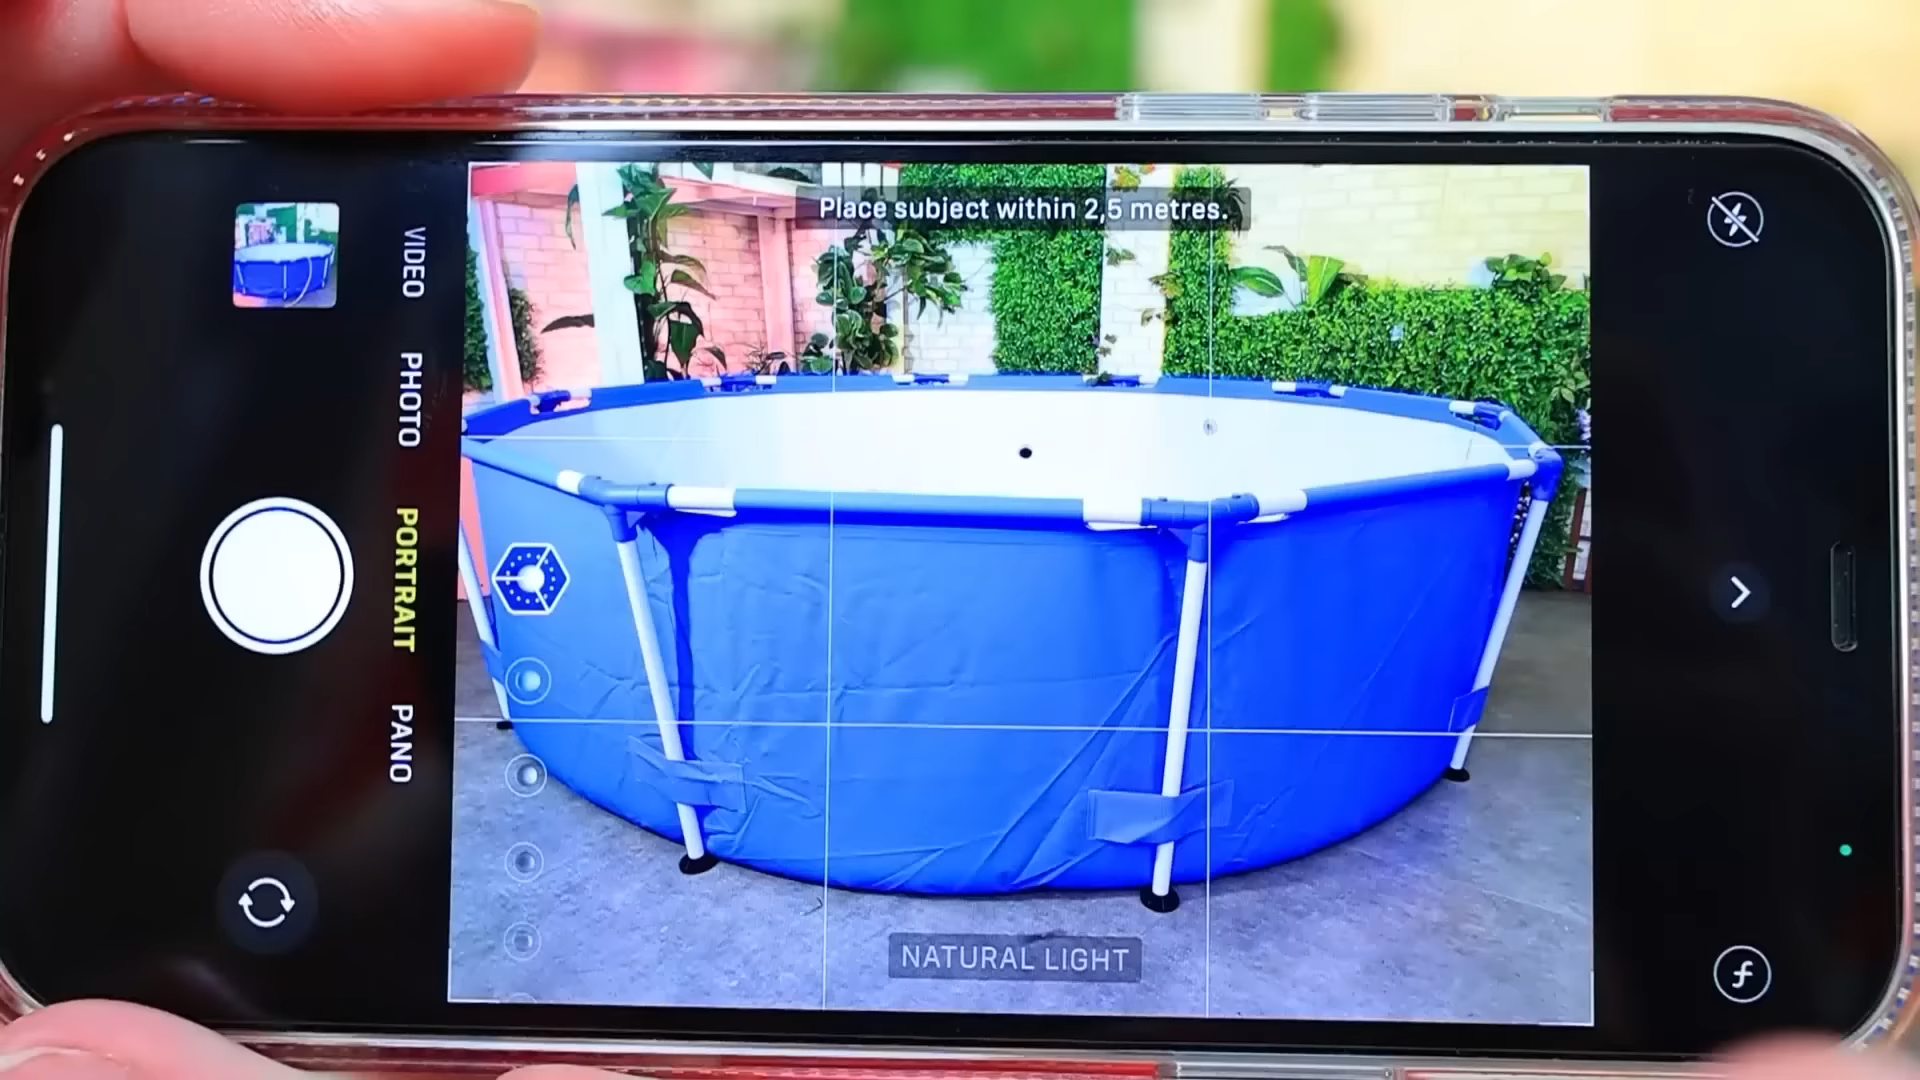 Place subject within 2,5 metres.
VIDEO
PHOTO
PORTRAIT
PANO
NATURAL LIGHT
f